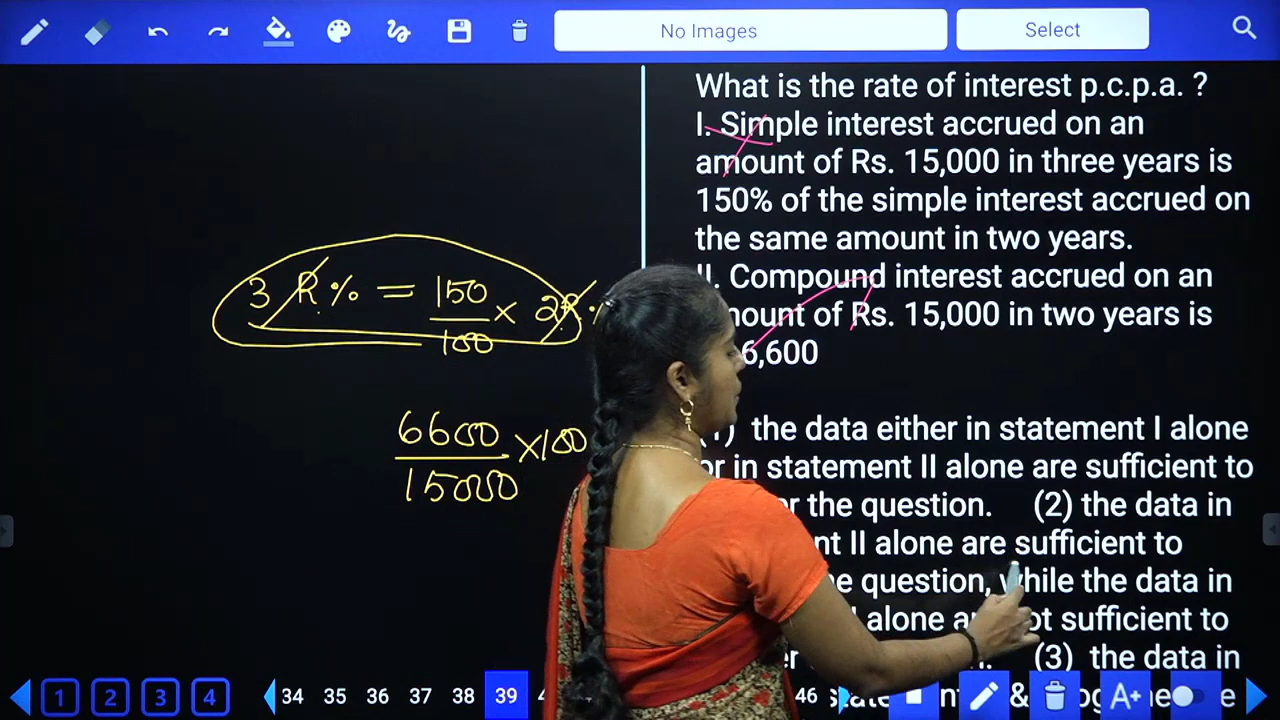 No Images
Select
What is the rate of interest p.c.p.a. ?
I. Simple interest accrued on an
amount of Rs. 15,000 in three years is
150% of the simple interest accrued on
the same amount in two years.
II. Compound interest accrued on an
of Rs. 15,000 in two years is
6,600
(1) the data either in statement I alone
or in statement II alone are sufficient to
the question. (2) the data in
II alone are sufficient to
question, while the data in
I alone sufficient to
(3) the data in
3R% = 150/100 × 2R
6600/15000 × 100
1 2 3 4 34 35 36 37 38 39 46 A+